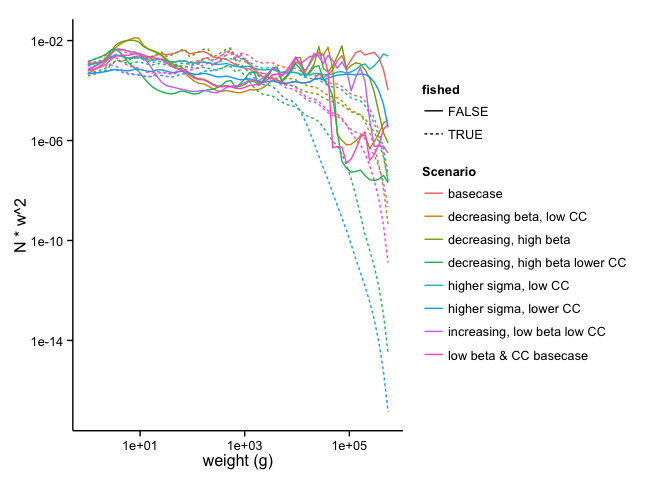 1e-02
1e-06
1e-10
1e-14
N * w^2
1e+01
1e+03
1e+05
weight (g)
fished
FALSE
TRUE
Scenario
basecase
decreasing beta, low CC
decreasing, high beta
decreasing, high beta lower CC
higher sigma, low CC
higher sigma, lower CC
increasing, low beta low CC
low beta & CC basecase